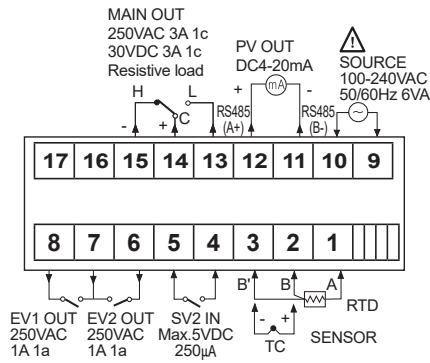 MAIN OUT
250VAC 3A 1c
30VDC 3A 1c
Resistive load
PV OUT
DC4-20mA
SOURCE
100-240VAC
50/60Hz 6VA
H L C - +
+ mA -
RS485
(A+)
RS485
(B-)
17 16 15 14 13 12 11 10 9
8 7 6 5 4 3 2 1
B' B A
RTD
- +
TC
SENSOR
EV1 OUT
250VAC
1A 1a
EV2 OUT
250VAC
1A 1a
SV2 IN
Max.5VDC
250µA